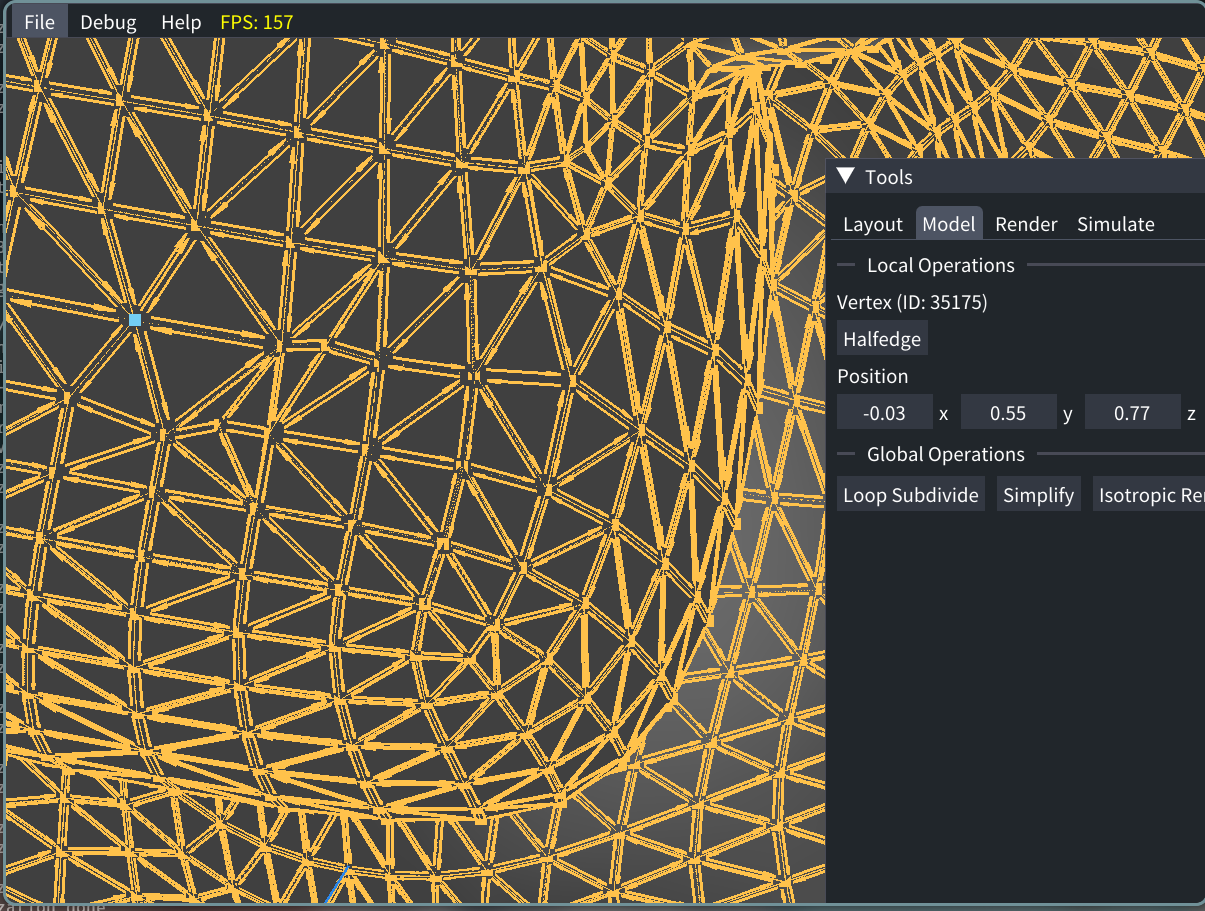 File Debug Help FPS: 157
Tools
Layout Model Render Simulate
Local Operations
Vertex (ID: 35175)
Halfedge
Position
-0.03 x 0.55 y 0.77 z
Global Operations
Loop Subdivide Simplify Isotropic Re